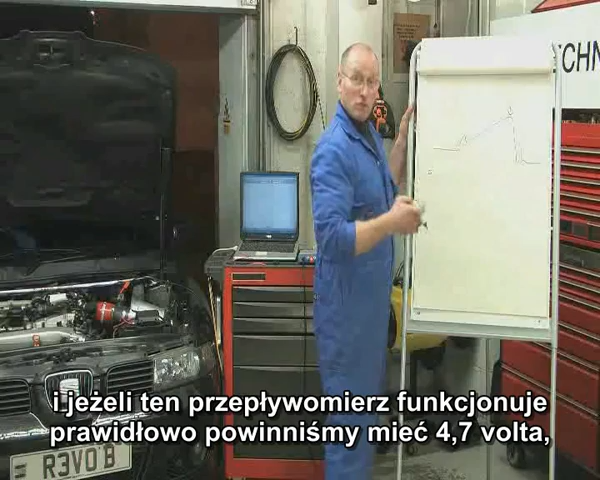 CHN
i jeżeli ten przepływomierz funkcjonuje
prawidłowo powinniśmy mieć 4,7 volta,
R3VO B